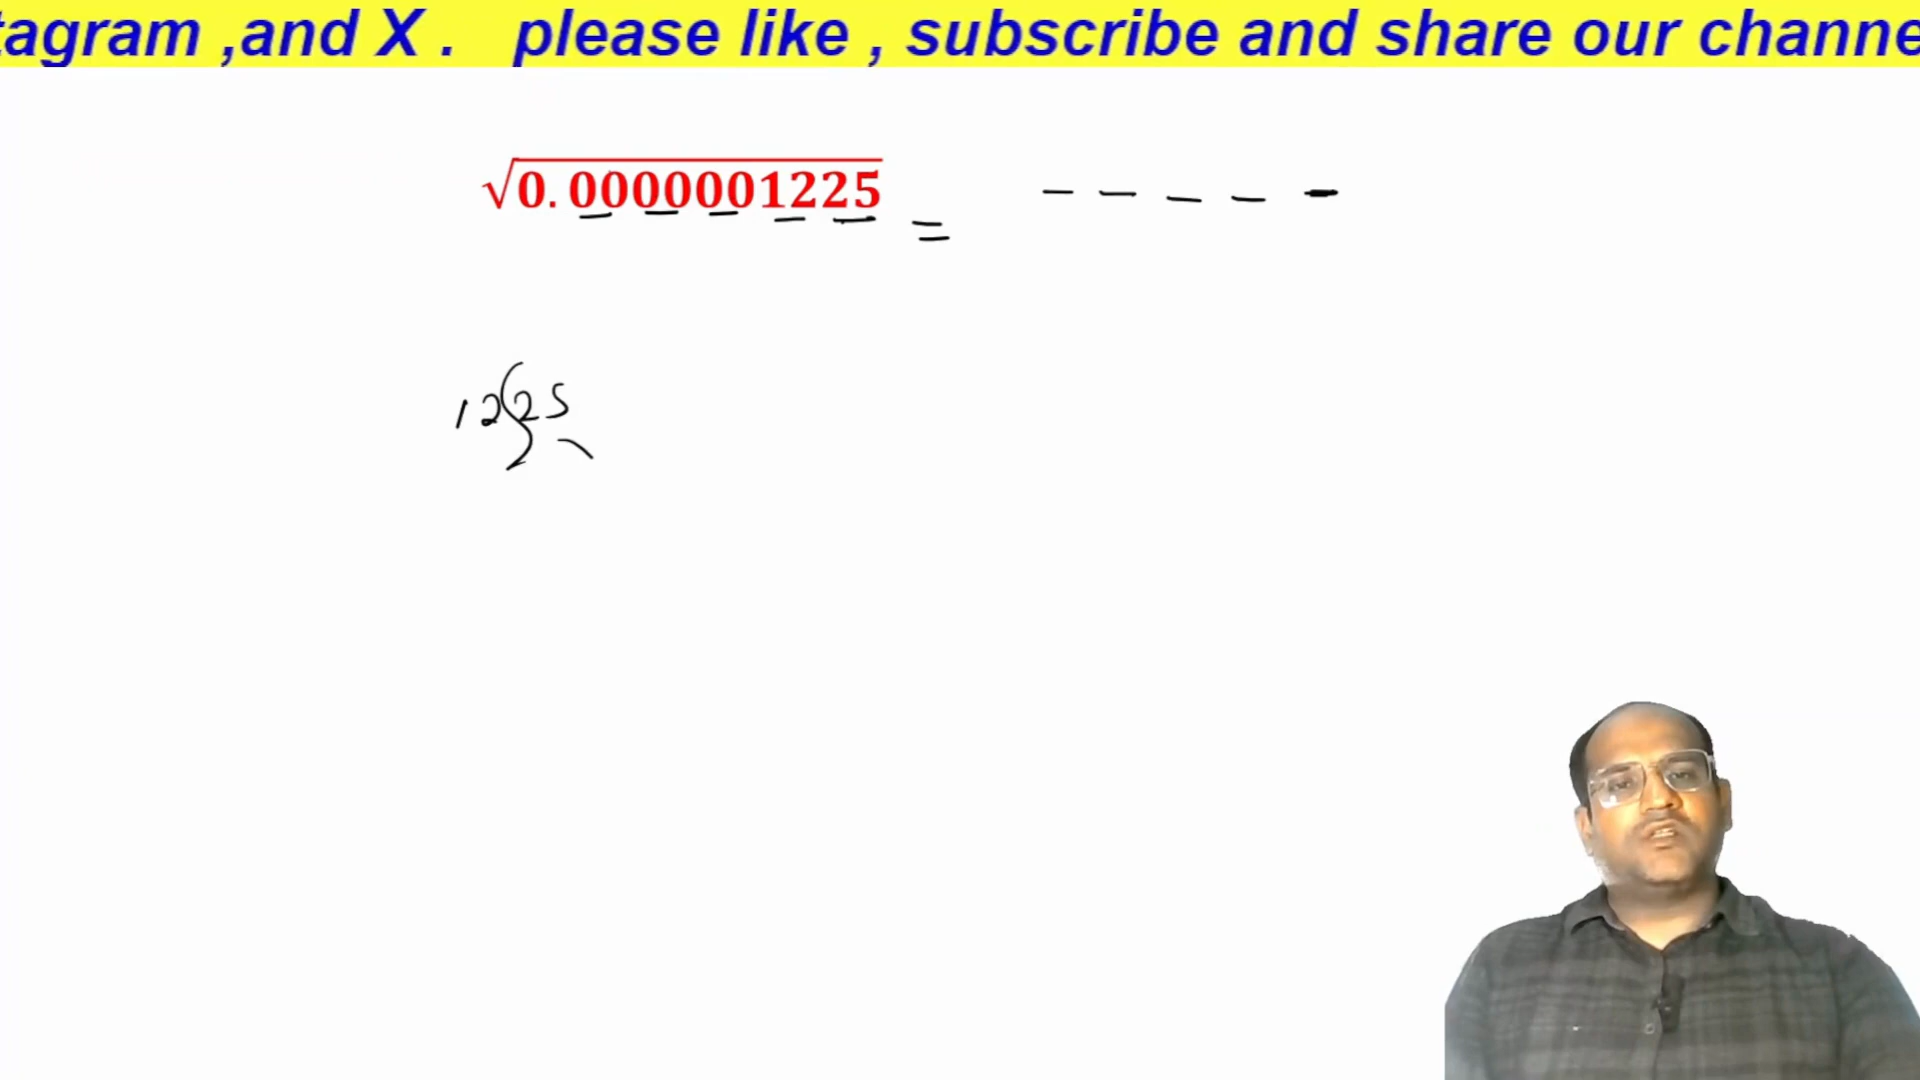 tagram ,and X .   please like , subscribe and share our channe
√0.0000001225 = _ _ _ _ _
1225